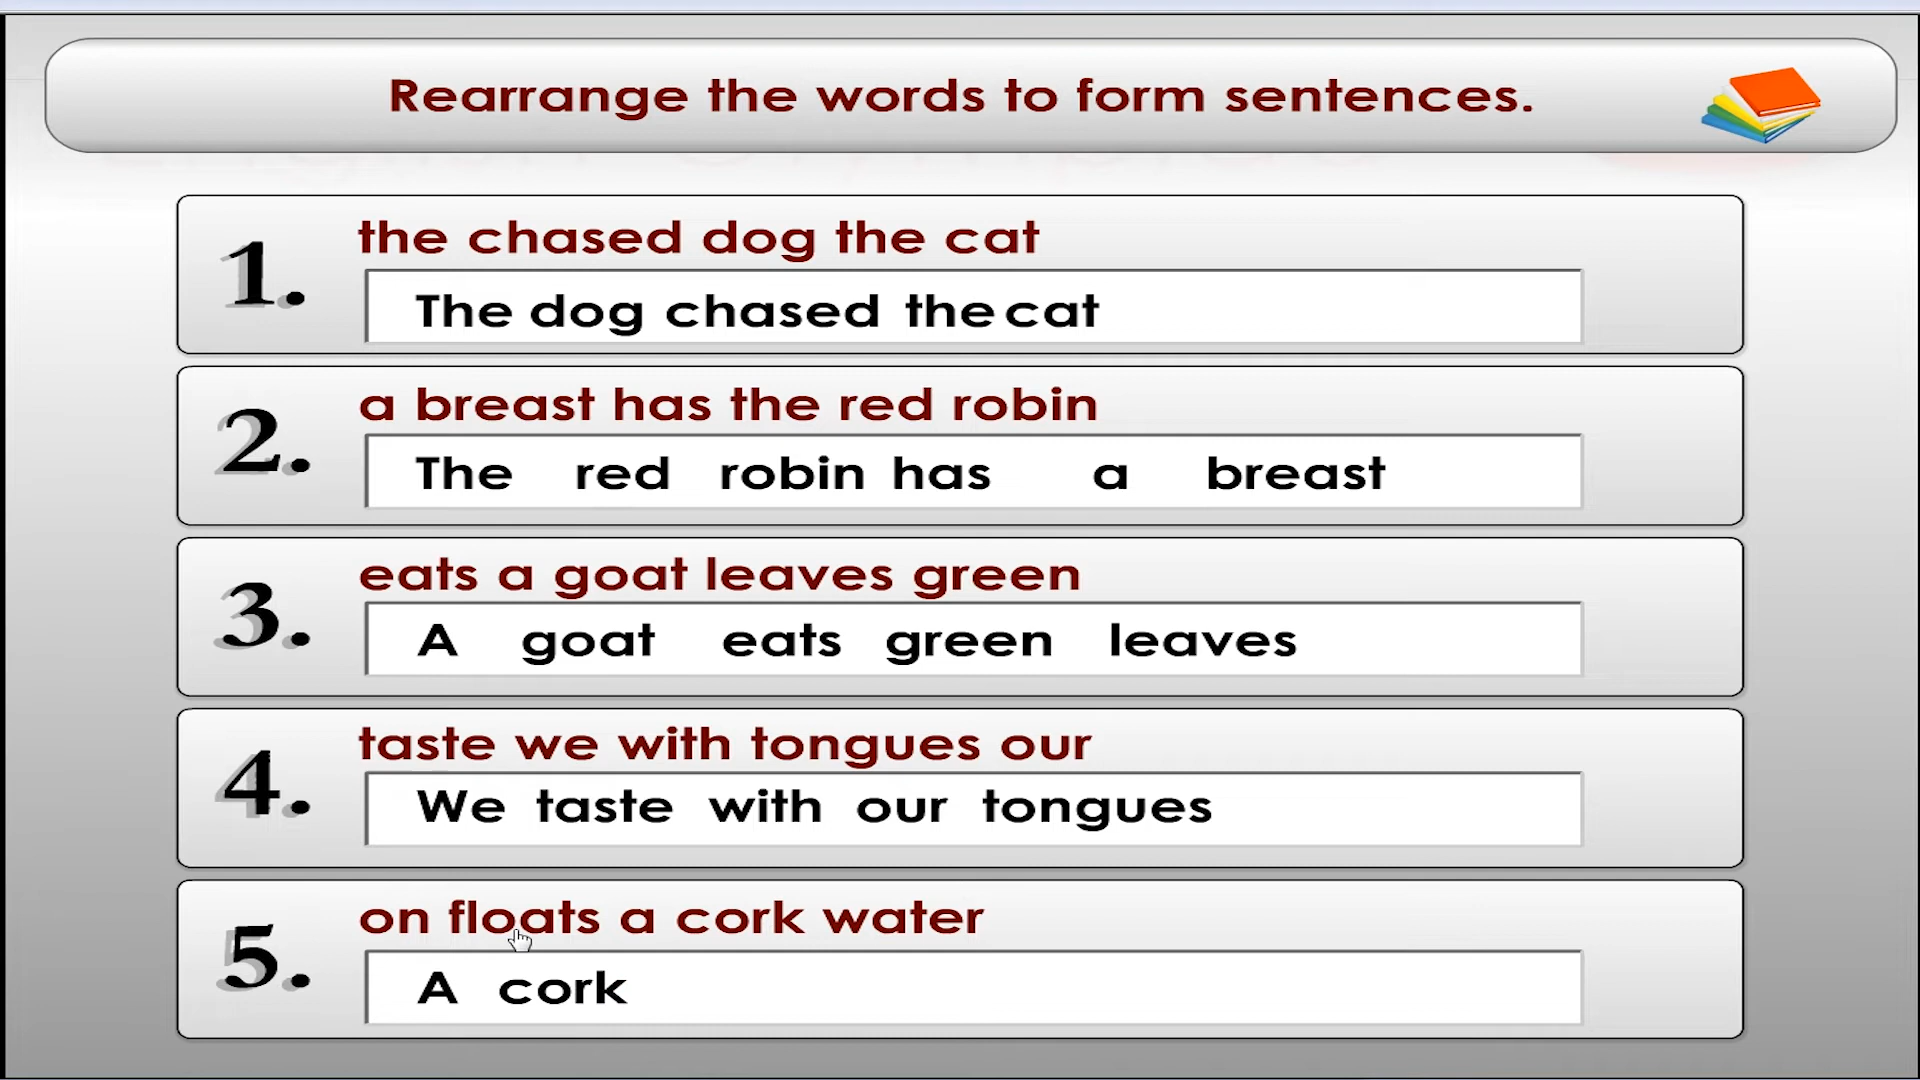 Rearrange the words to form sentences.
1. the chased dog the cat
The dog chased the cat
2. a breast has the red robin
The red robin has a breast
3. eats a goat leaves green
A goat eats green leaves
4. taste we with tongues our
We taste with our tongues
5. on floats a cork water
A cork